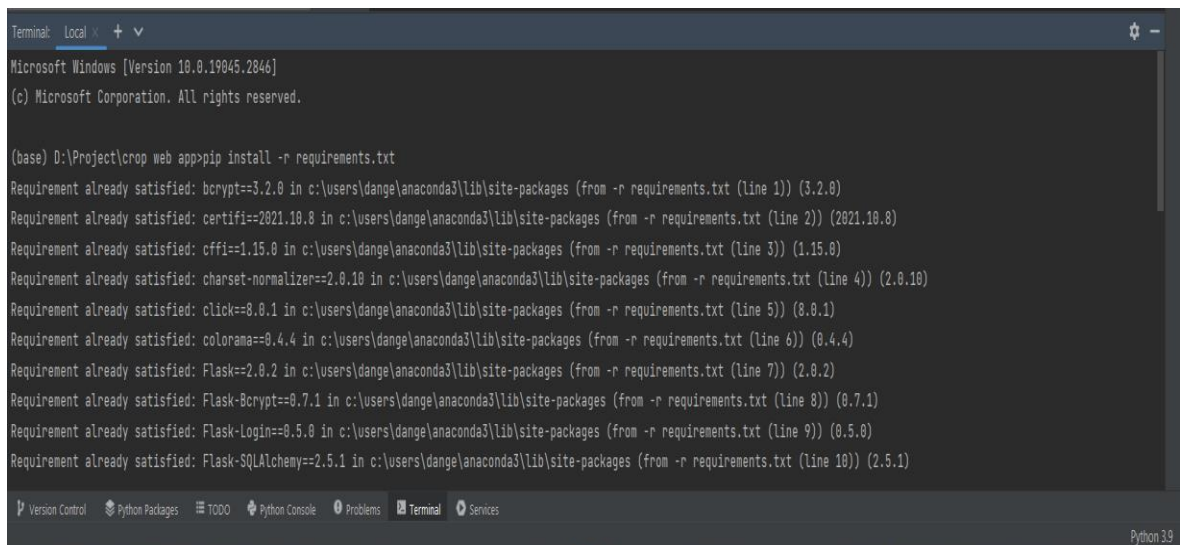 Terminal: Local × + ∨
Microsoft Windows [Version 10.0.19045.2846]
(c) Microsoft Corporation. All rights reserved.
(base) D:\Project\crop web app>pip install -r requirements.txt
Requirement already satisfied: bcrypt==3.2.0 in c:\users\dange\anaconda3\lib\site-packages (from -r requirements.txt (line 1)) (3.2.0)
Requirement already satisfied: certifi==2021.10.8 in c:\users\dange\anaconda3\lib\site-packages (from -r requirements.txt (line 2)) (2021.10.8)
Requirement already satisfied: cffi==1.15.0 in c:\users\dange\anaconda3\lib\site-packages (from -r requirements.txt (line 3)) (1.15.0)
Requirement already satisfied: charset-normalizer==2.0.10 in c:\users\dange\anaconda3\lib\site-packages (from -r requirements.txt (line 4)) (2.0.10)
Requirement already satisfied: click==8.0.1 in c:\users\dange\anaconda3\lib\site-packages (from -r requirements.txt (line 5)) (8.0.1)
Requirement already satisfied: colorama==0.4.4 in c:\users\dange\anaconda3\lib\site-packages (from -r requirements.txt (line 6)) (0.4.4)
Requirement already satisfied: Flask==2.0.2 in c:\users\dange\anaconda3\lib\site-packages (from -r requirements.txt (line 7)) (2.0.2)
Requirement already satisfied: Flask-Bcrypt==0.7.1 in c:\users\dange\anaconda3\lib\site-packages (from -r requirements.txt (line 8)) (0.7.1)
Requirement already satisfied: Flask-Login==0.5.0 in c:\users\dange\anaconda3\lib\site-packages (from -r requirements.txt (line 9)) (0.5.0)
Requirement already satisfied: Flask-SQLAlchemy==2.5.1 in c:\users\dange\anaconda3\lib\site-packages (from -r requirements.txt (line 10)) (2.5.1)
Version Control Python Packages TODO Python Console Problems Terminal Services
Python 3.9